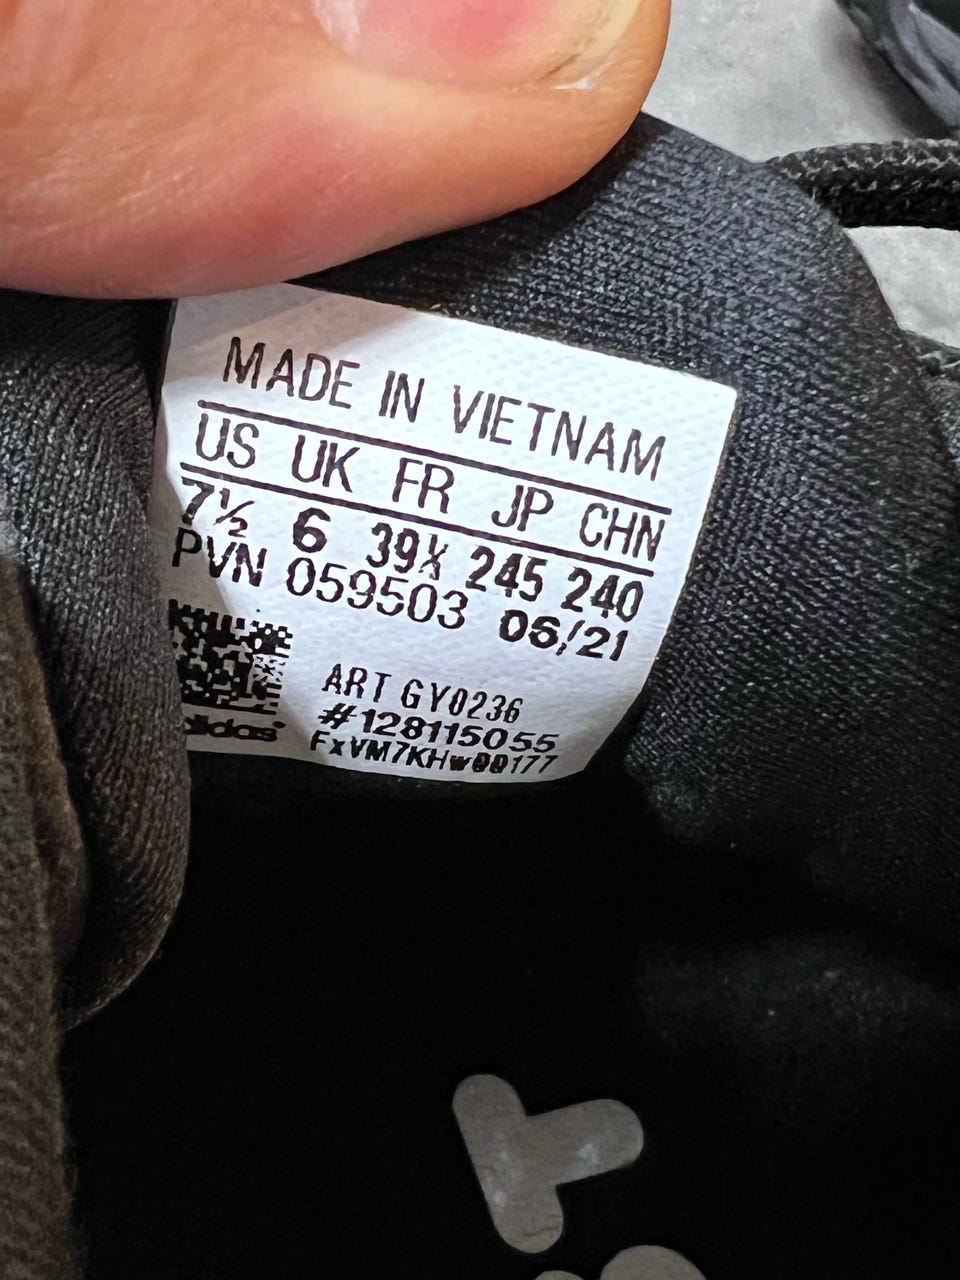 MADE IN VIETNAM
US UK FR JP CHN
7½ 6 39⅓ 245 240
PVN 059503 06/21
ART GY0236
#128115055
adidas FxVM7KHw00177